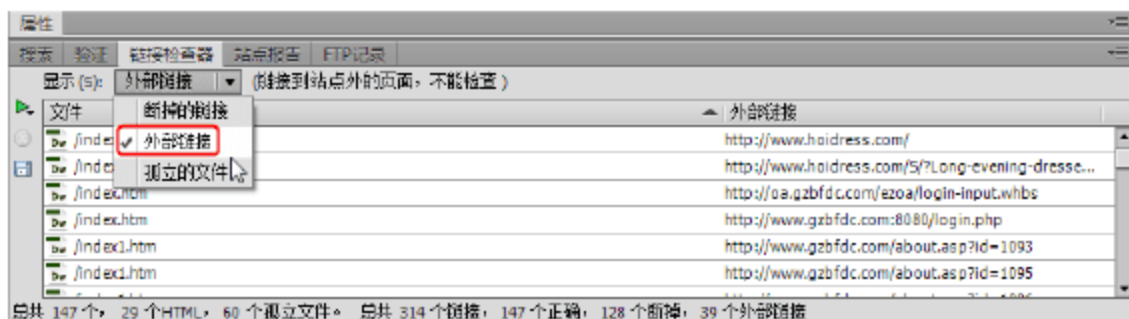 属性
搜索 验证 链接检查器 站点报告 FTP记录
显示(S): 外部链接 (链接到站点外的页面，不能检查)
文件 断掉的链接 外部链接
/inde 外部链接 http://www.hoidress.com/
/inde 孤立的文件 http://www.hoidress.com/5/?Long-evening-dresse...
/index.htm http://oa.gzbfdc.com/ezoa/login-input.whbs
/index.htm http://www.gzbfdc.com:8080/login.php
/index1.htm http://www.gzbfdc.com/about.asp?id=1093
/index1.htm http://www.gzbfdc.com/about.asp?id=1095
总共 147 个， 29 个HTML， 60 个孤立文件。 总共 314 个链接， 147 个正确， 128 个断掉， 39 个外部链接